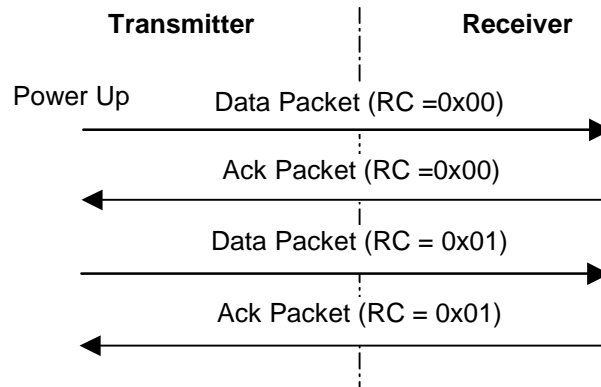 Transmitter Receiver
Power Up
Data Packet (RC =0x00)
Ack Packet (RC =0x00)
Data Packet (RC = 0x01)
Ack Packet (RC = 0x01)